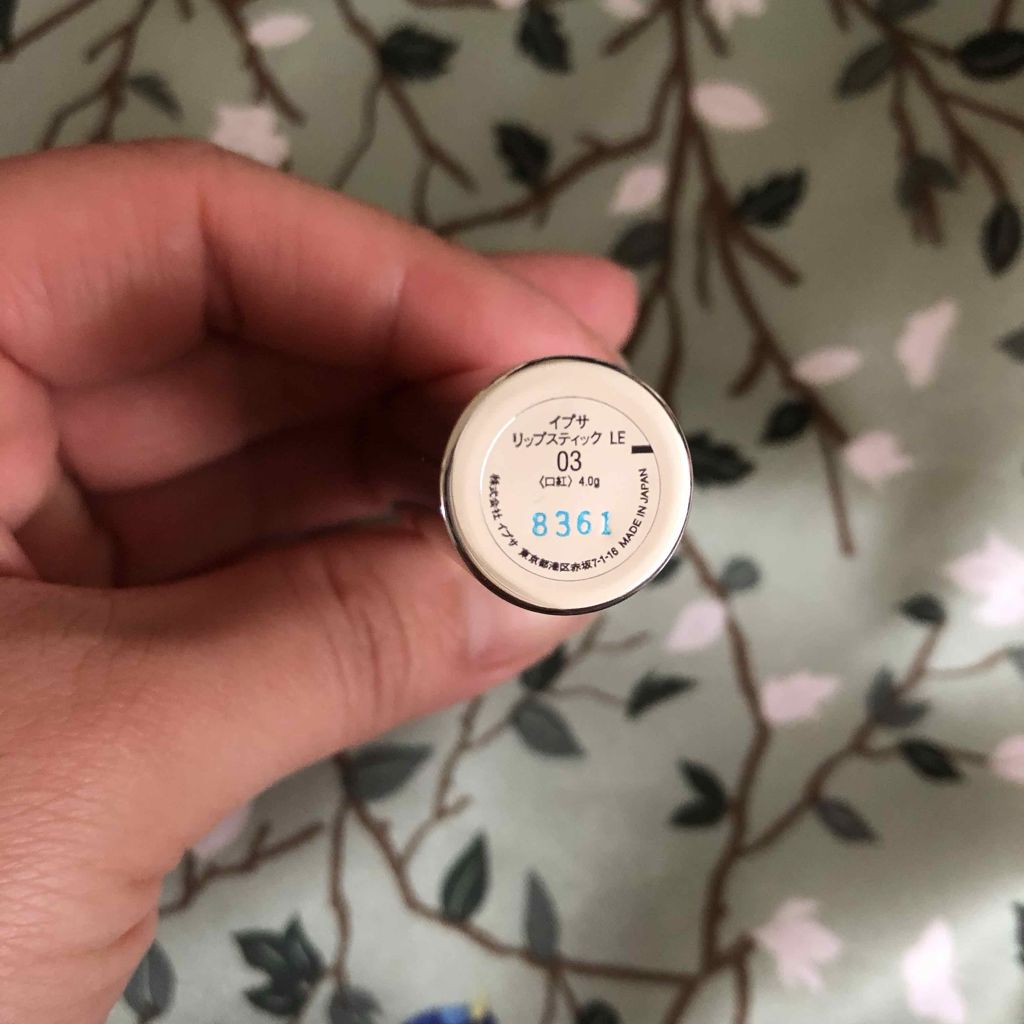 イプサ
リップスティック LE
03
〈口紅〉 4.0g
8361
株式会社 イプサ 東京都港区赤坂7-1-16 MADE IN JAPAN